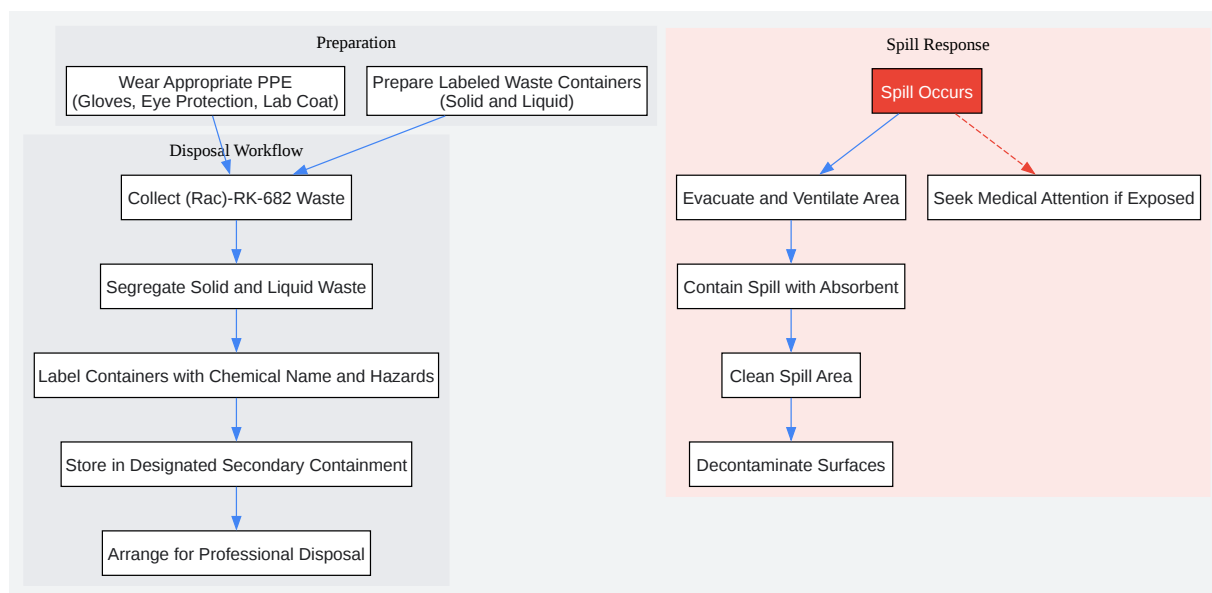 Preparation
Wear Appropriate PPE
(Gloves, Eye Protection, Lab Coat)
Prepare Labeled Waste Containers
(Solid and Liquid)
Disposal Workflow
Collect (Rac)-RK-682 Waste
Segregate Solid and Liquid Waste
Label Containers with Chemical Name and Hazards
Store in Designated Secondary Containment
Arrange for Professional Disposal
Spill Response
Spill Occurs
Evacuate and Ventilate Area
Seek Medical Attention if Exposed
Contain Spill with Absorbent
Clean Spill Area
Decontaminate Surfaces